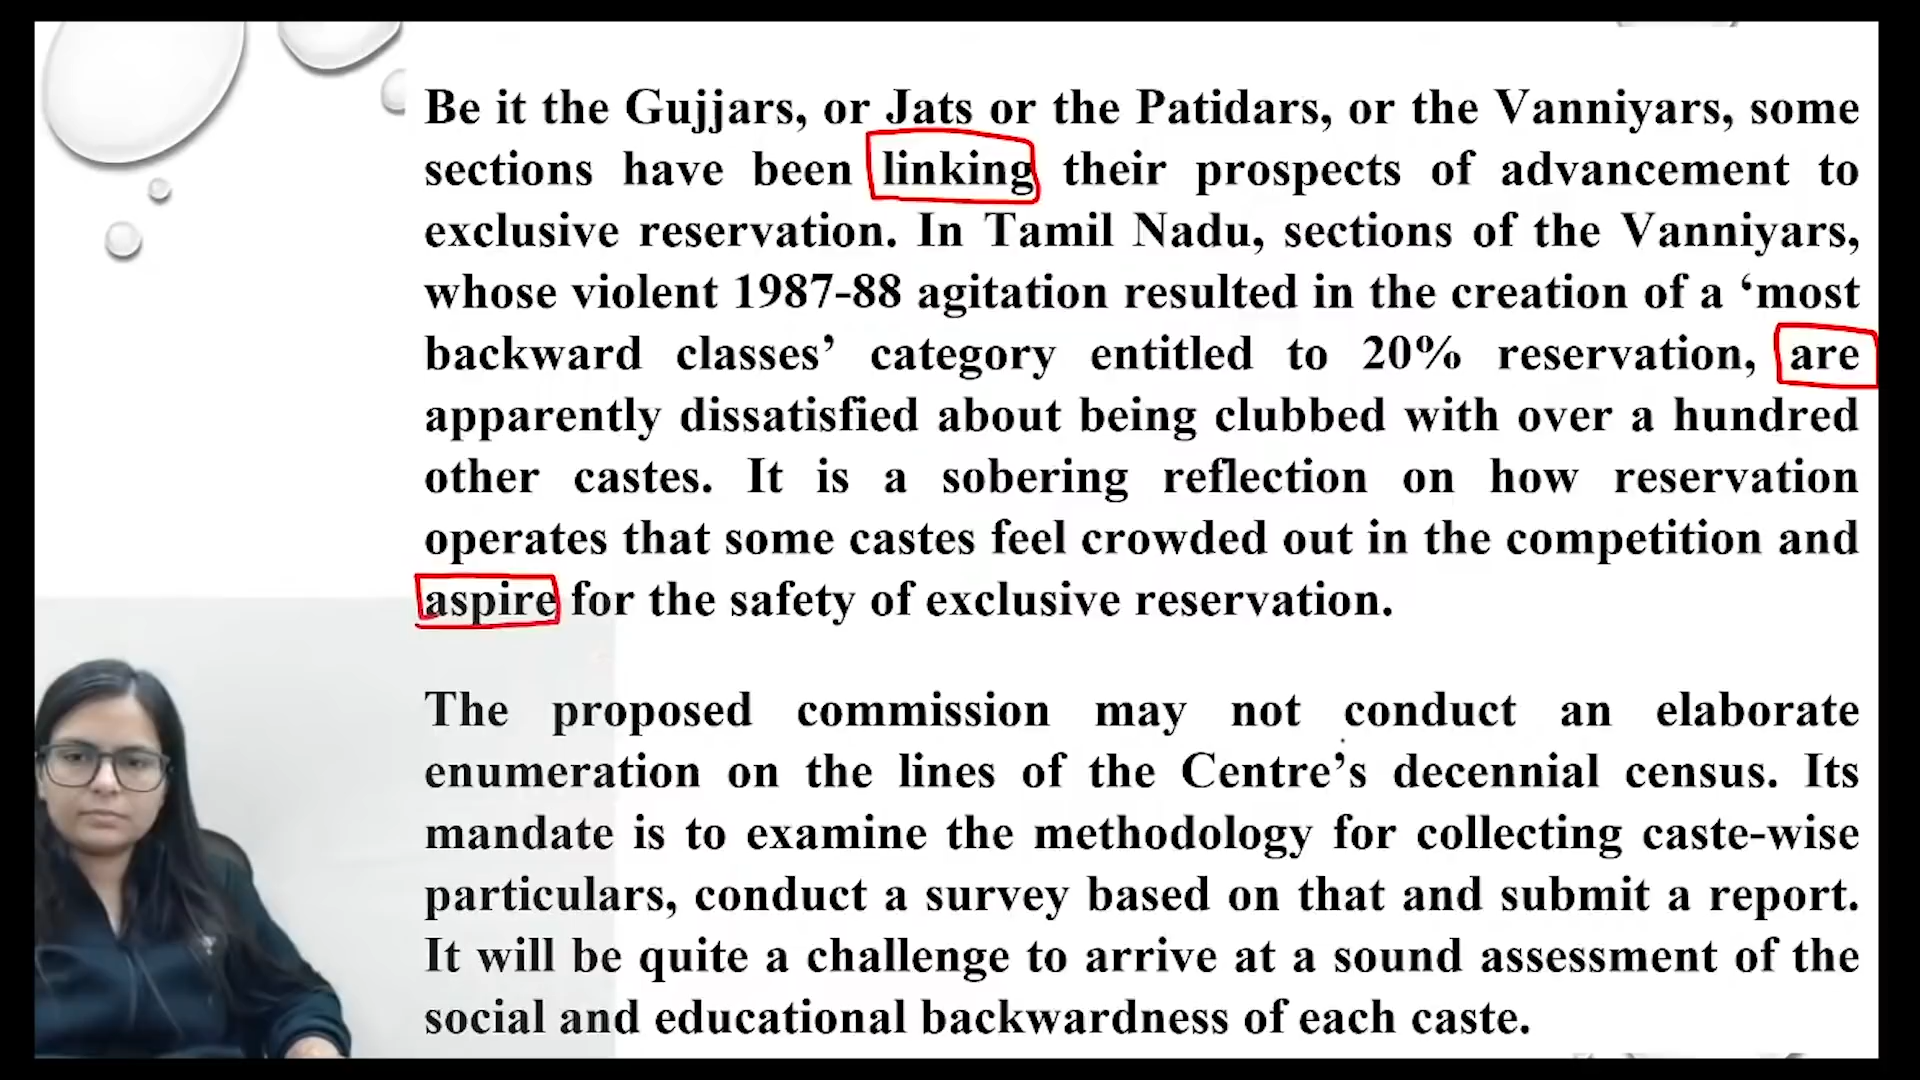 Be it the Gujjars, or Jats or the Patidars, or the Vanniyars, some
sections have been linking their prospects of advancement to
exclusive reservation. In Tamil Nadu, sections of the Vanniyars,
whose violent 1987-88 agitation resulted in the creation of a ‘most
backward classes’ category entitled to 20% reservation, are
apparently dissatisfied about being clubbed with over a hundred
other castes. It is a sobering reflection on how reservation
operates that some castes feel crowded out in the competition and
aspire for the safety of exclusive reservation.
The proposed commission may not conduct an elaborate
enumeration on the lines of the Centre’s decennial census. Its
mandate is to examine the methodology for collecting caste-wise
particulars, conduct a survey based on that and submit a report.
It will be quite a challenge to arrive at a sound assessment of the
social and educational backwardness of each caste.